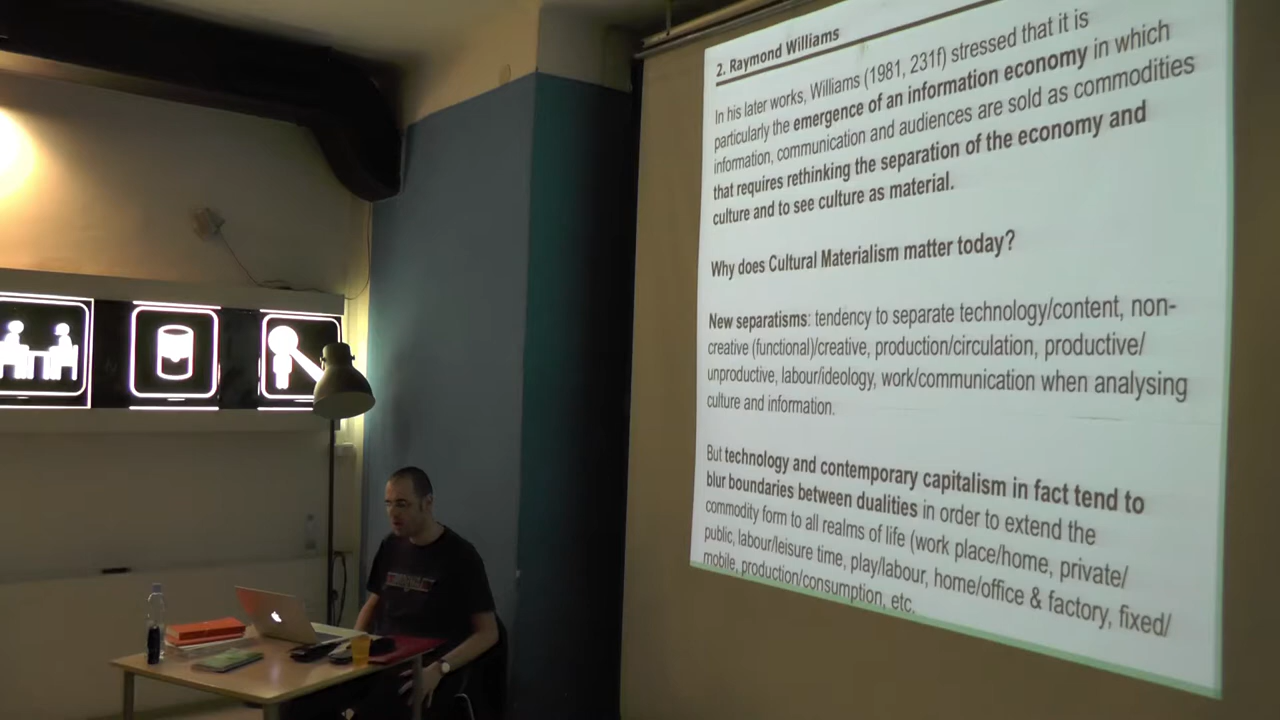 2. Raymond Williams
In his later works, Williams (1981, 231f) stressed that it is
particularly the emergence of an information economy in which
information, communication and audiences are sold as commodities
that requires rethinking the separation of the economy and
culture and to see culture as material.
Why does Cultural Materialism matter today?
New separatisms: tendency to separate technology/content, non-
creative (functional)/creative, production/circulation, productive/
unproductive, labour/ideology, work/communication when analysing
culture and information.
But technology and contemporary capitalism in fact tend to
blur boundaries between dualities in order to extend the
commodity form to all realms of life (work place/home, private/
public, labour/leisure time, play/labour, home/office & factory, fixed/
mobile, production/consumption, etc.